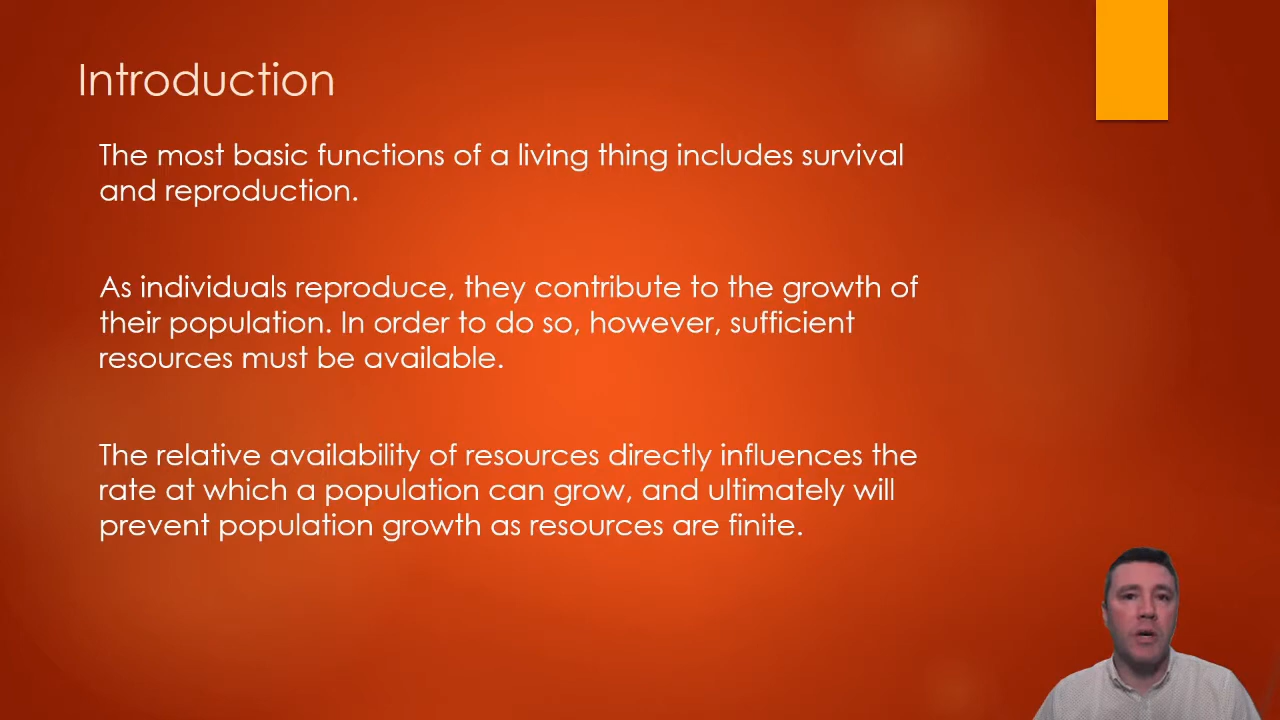 Introduction
The most basic functions of a living thing includes survival
and reproduction.
As individuals reproduce, they contribute to the growth of
their population. In order to do so, however, sufficient
resources must be available.
The relative availability of resources directly influences the
rate at which a population can grow, and ultimately will
prevent population growth as resources are finite.